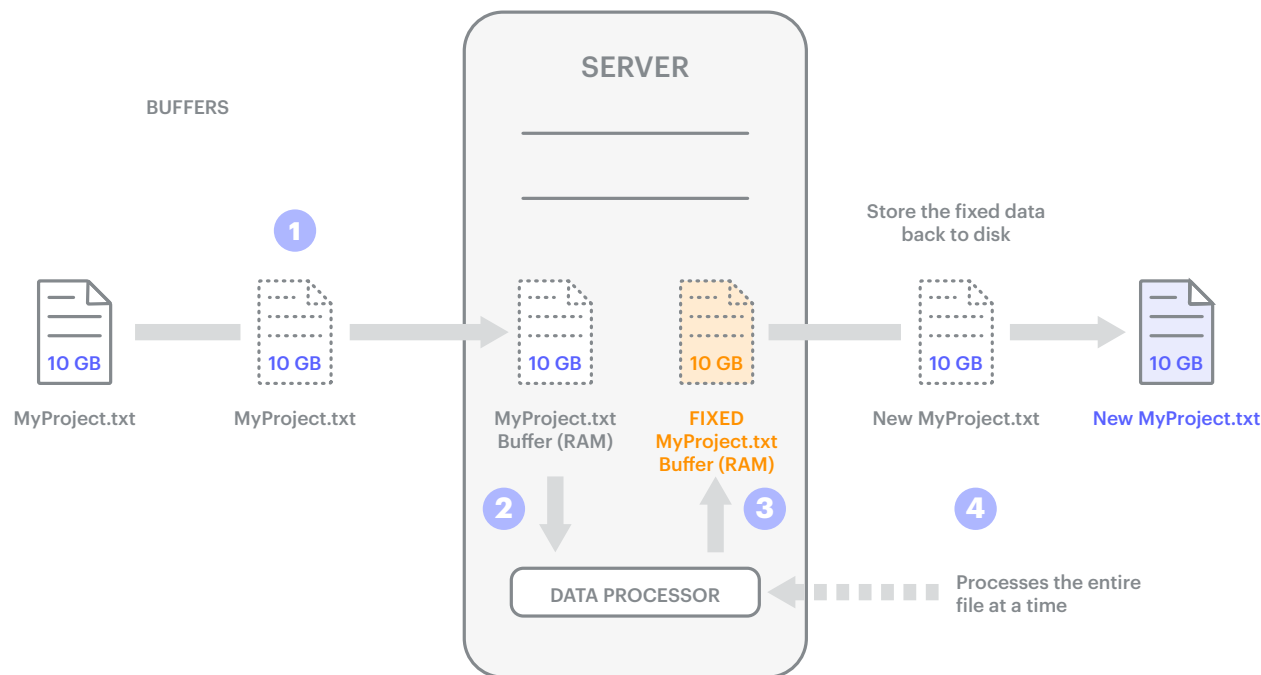 SERVER
BUFFERS
Store the fixed data
back to disk
1
10 GB
10 GB
10 GB
10 GB
10 GB
10 GB
MyProject.txt
MyProject.txt
MyProject.txt
Buffer (RAM)
FIXED
MyProject.txt
Buffer (RAM)
New MyProject.txt
New MyProject.txt
2
3
4
DATA PROCESSOR
Processes the entire
file at a time